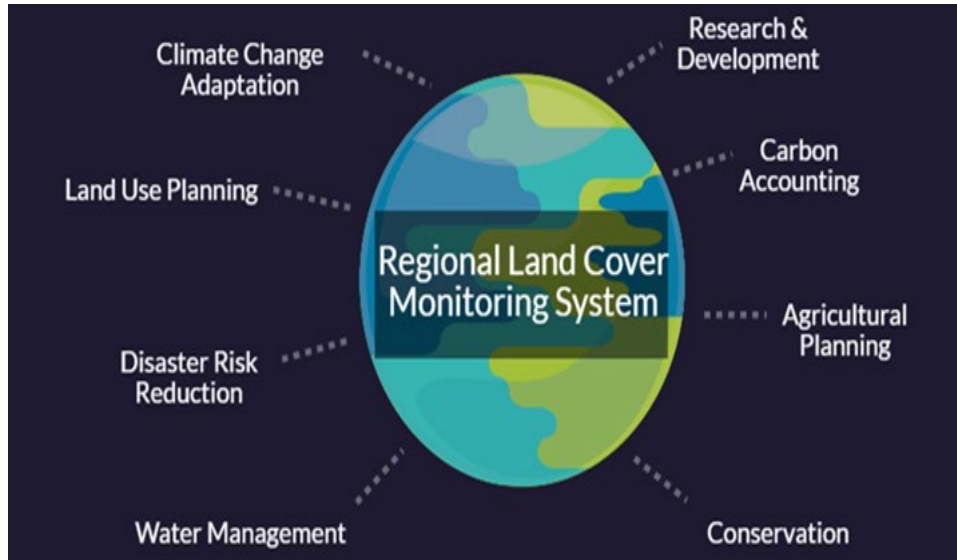 Climate Change
Adaptation
Research &
Development
Land Use Planning
Carbon
Accounting
Regional Land Cover
Monitoring System
Disaster Risk
Reduction
Agricultural
Planning
Water Management
Conservation